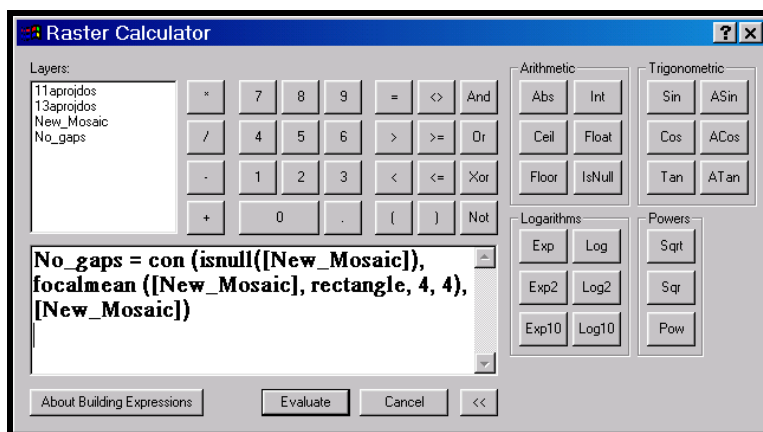 Raster Calculator
? ×
Layers:
11aprojdos
13aprojdos
New_Mosaic
No_gaps
* 7 8 9 = <> And
/ 4 5 6 > >= Or
- 1 2 3 < <= Xor
+ 0 . ( ) Not
Arithmetic
Abs Int
Ceil Float
Floor IsNull
Trigonometric
Sin ASin
Cos ACos
Tan ATan
Logarithms
Exp Log
Exp2 Log2
Exp10 Log10
Powers
Sqrt
Sqr
Pow
No_gaps = con (isnull([New_Mosaic]),
focalmean ([New_Mosaic], rectangle, 4, 4),
[New_Mosaic])
About Building Expressions Evaluate Cancel <<